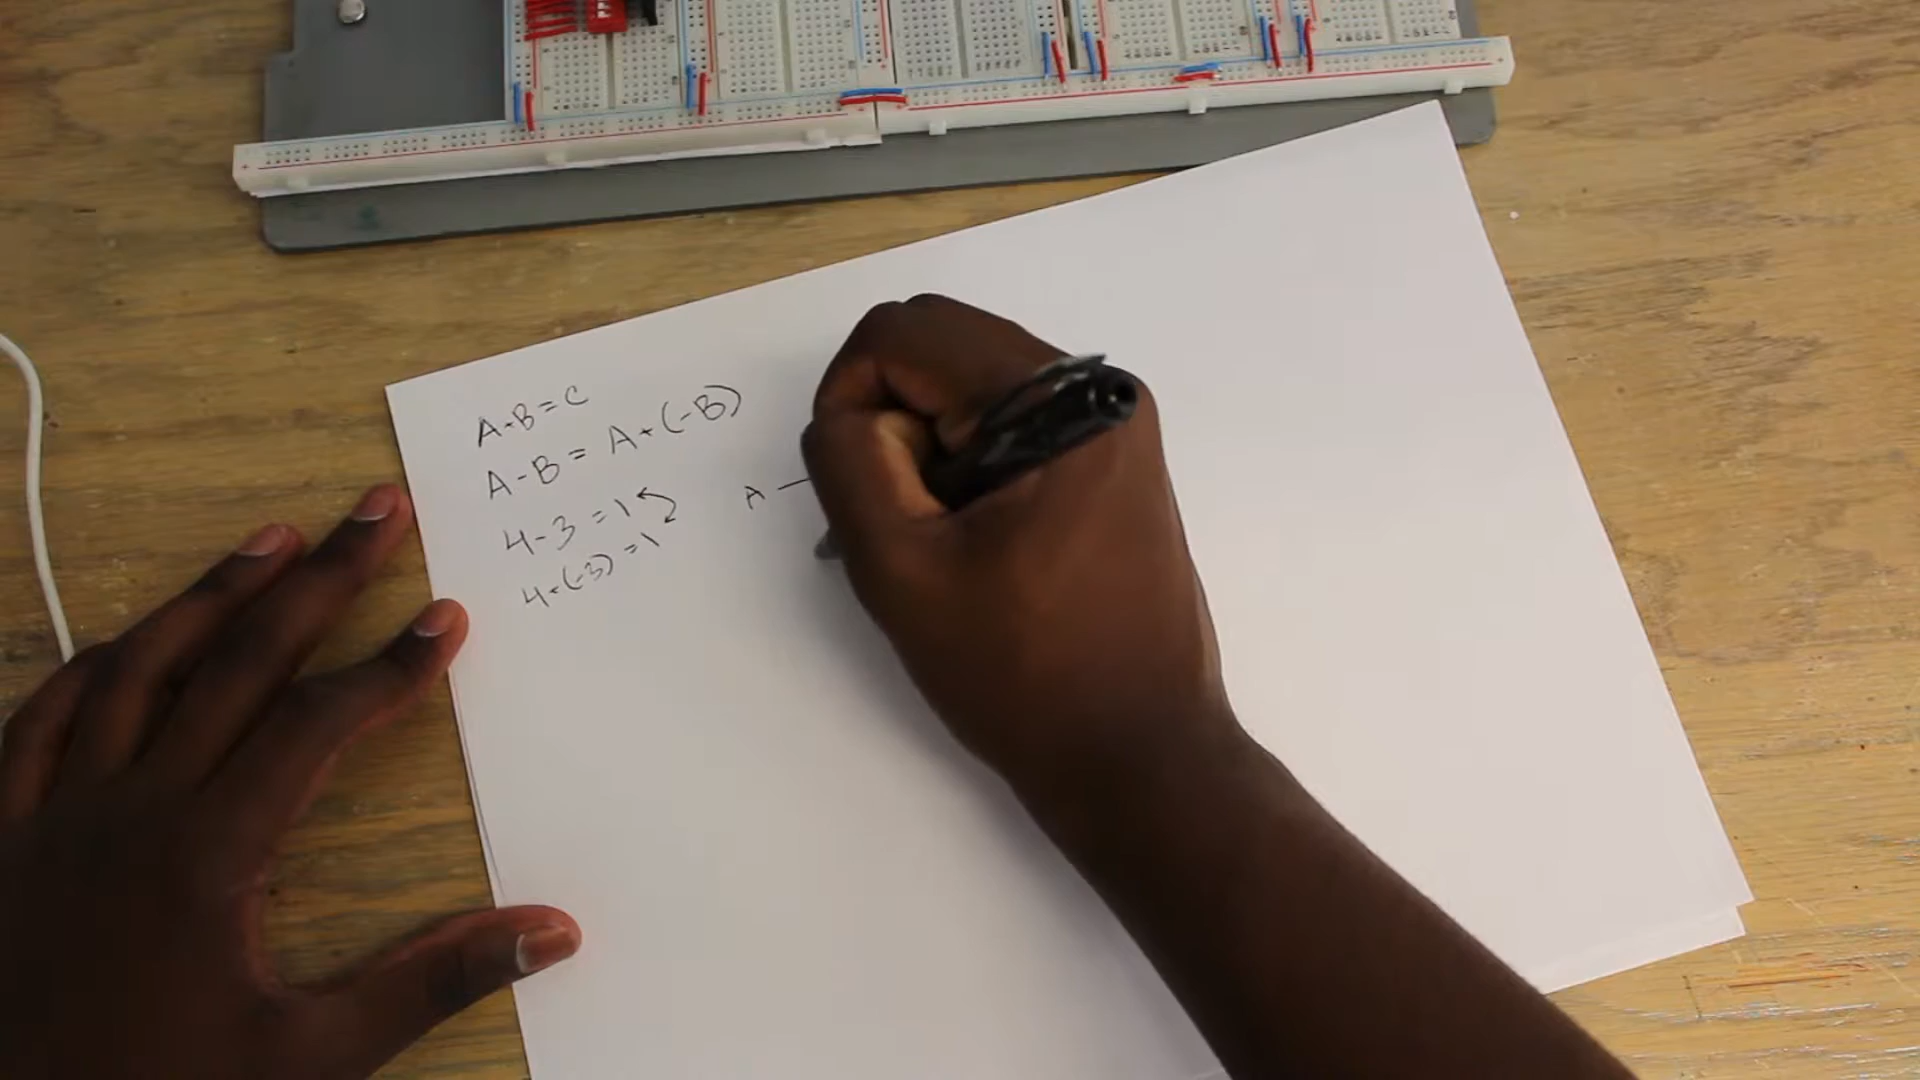 A-B=C
A-B= A+(-B)
4-3 =1
4+(-3) =1
A —